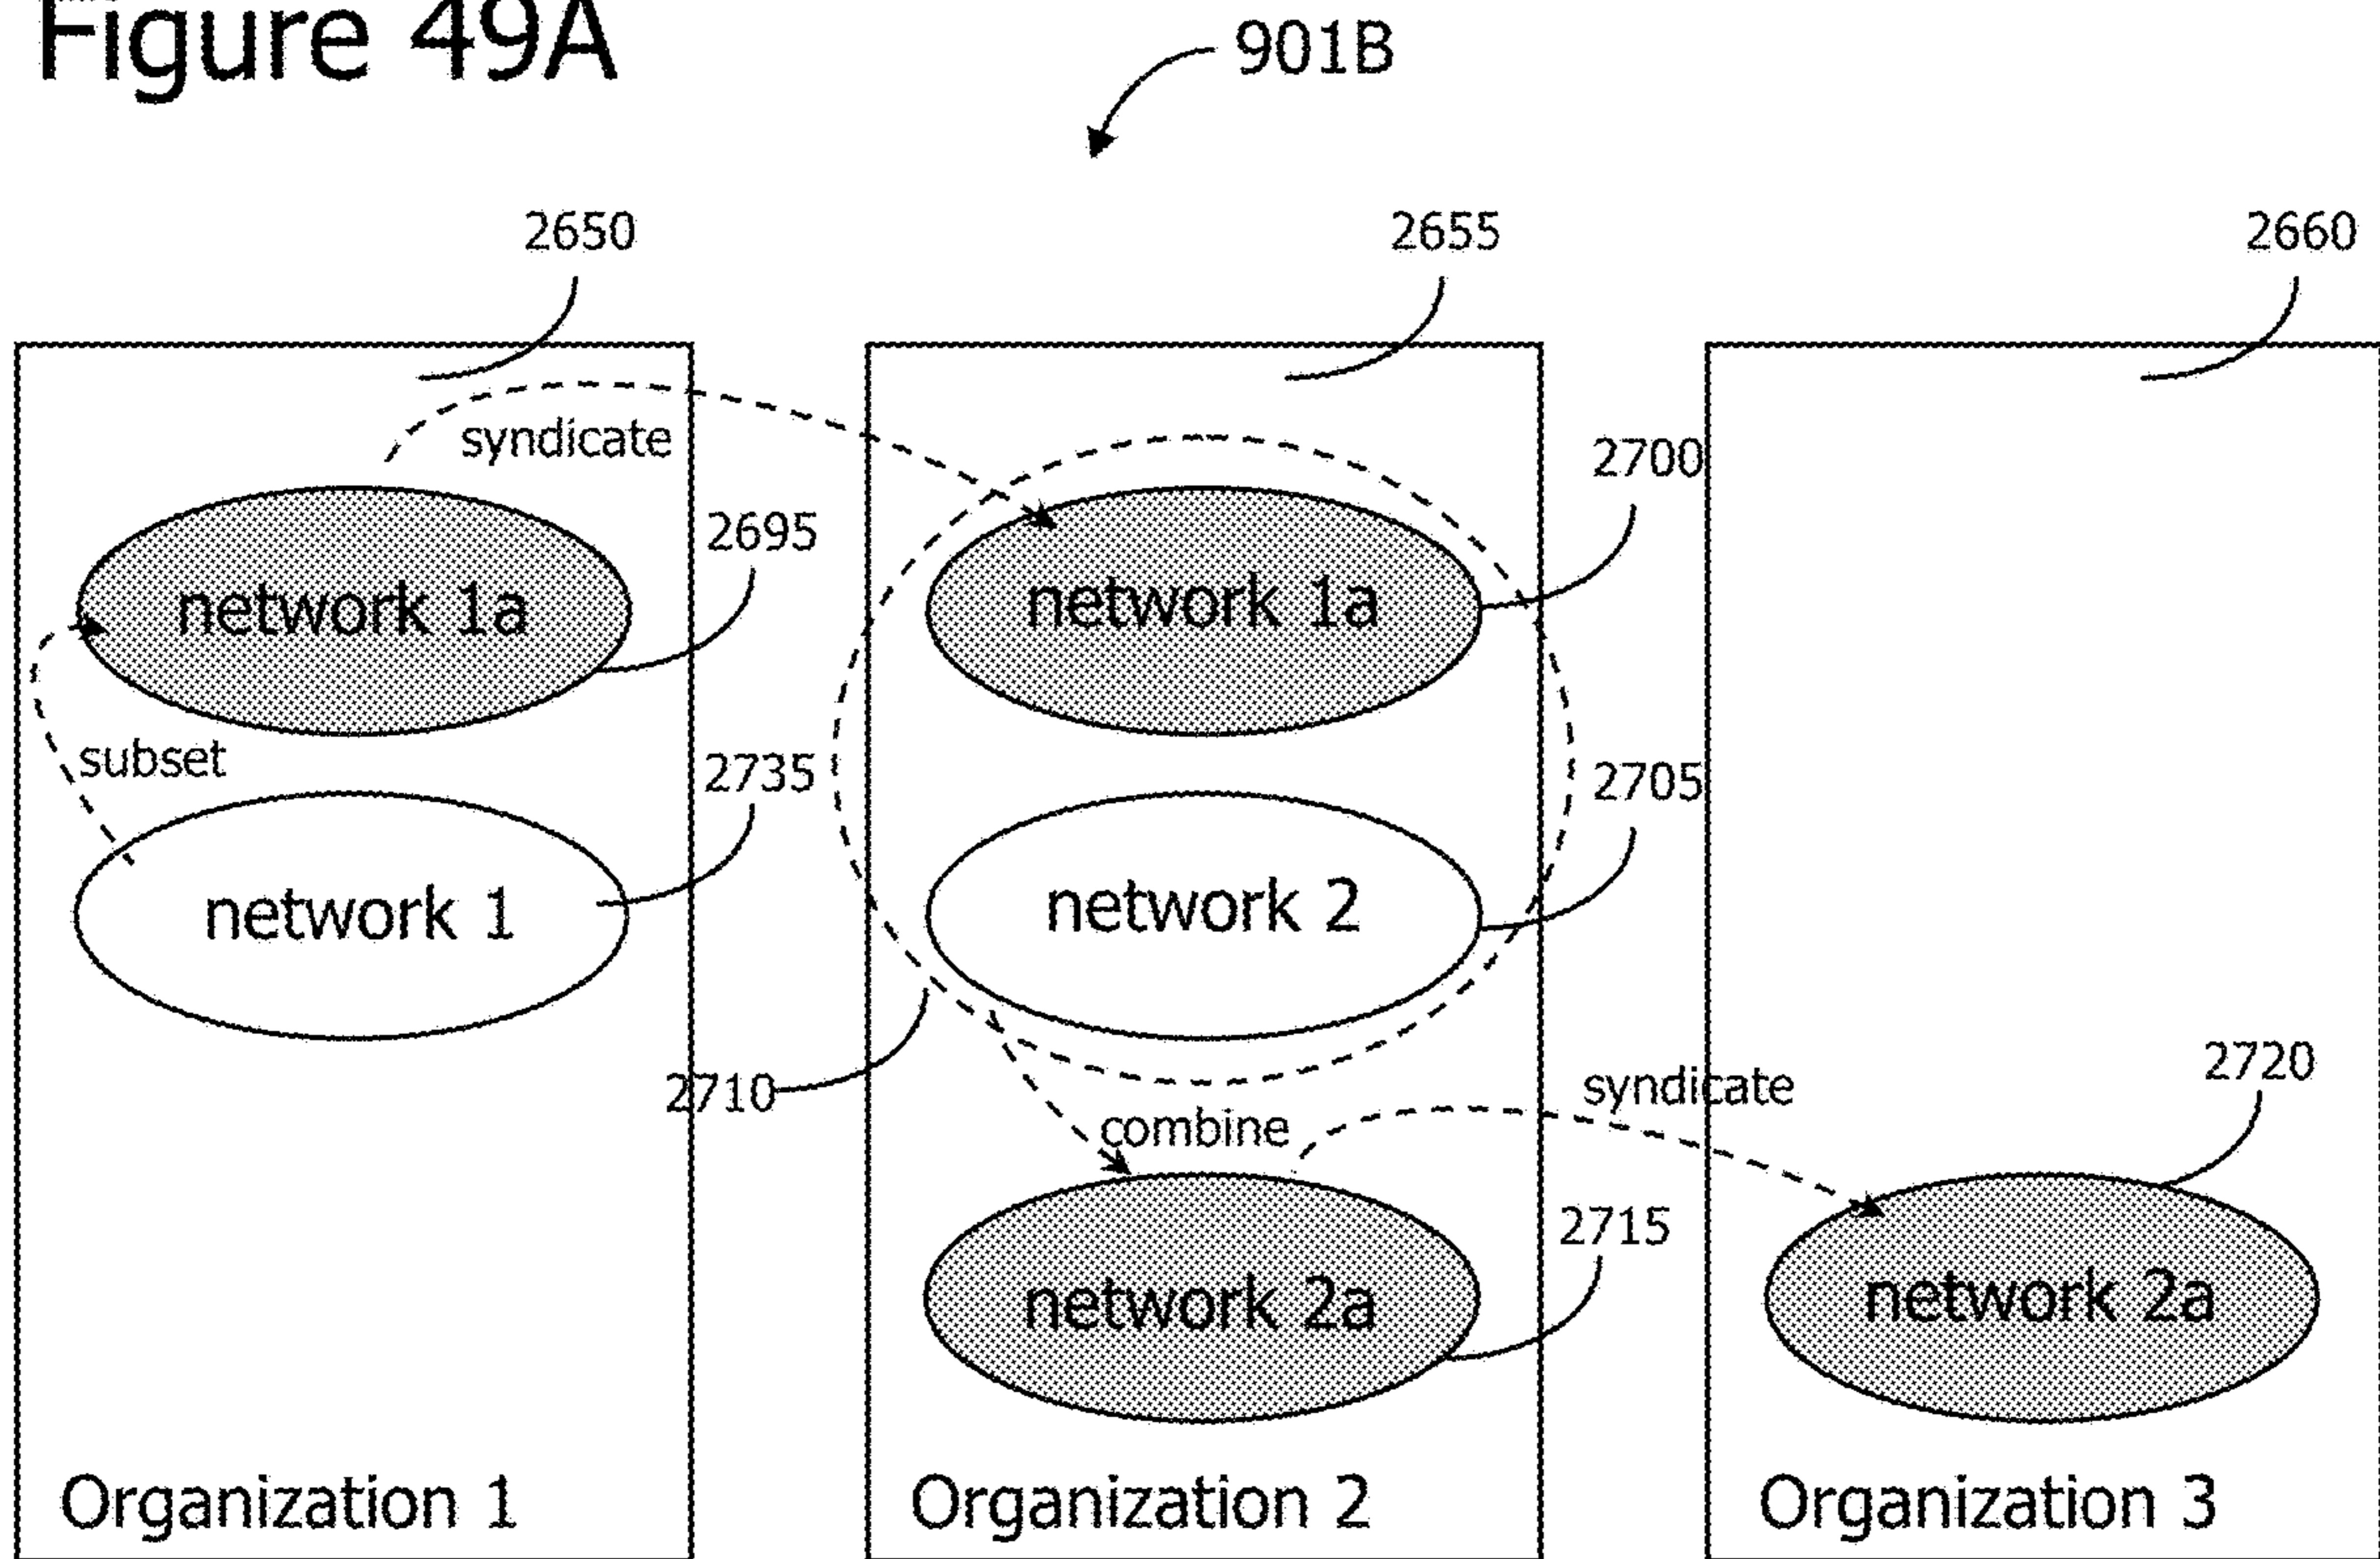 Figure 49A
901B
2650
2655
2660
syndicate
2700
2695
network 1a
network 1a
subset
2735
2705
network 1
network 2
2710
syndicate
2720
combine
2715
network 2a
network 2a
Organization 1
Organization 2
Organization 3